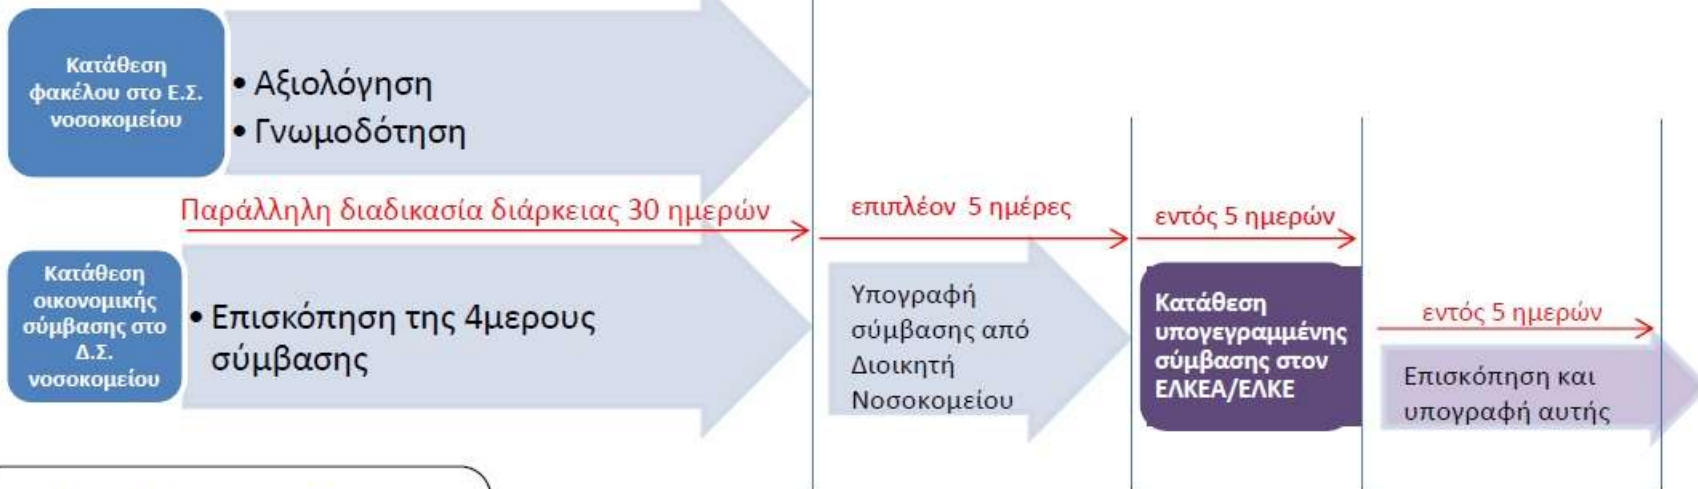 Κατάθεση
φακέλου στο Ε.Σ.
νοσοκομείου
• Αξιολόγηση
• Γνωμοδότηση
Παράλληλη διαδικασία διάρκειας 30 ημερών
επιπλέον 5 ημέρες
εντός 5 ημερών
Κατάθεση
οικονομικής
σύμβασης στο
Δ.Σ.
νοσοκομείου
• Επισκόπηση της 4μερους
σύμβασης
Υπογραφή
σύμβασης από
Διοικητή
Νοσοκομείου
Κατάθεση
υπογεγραμμένης
σύμβασης στον
ΕΛΚΕΑ/ΕΛΚΕ
εντός 5 ημερών
Επισκόπηση και
υπογραφή αυτής